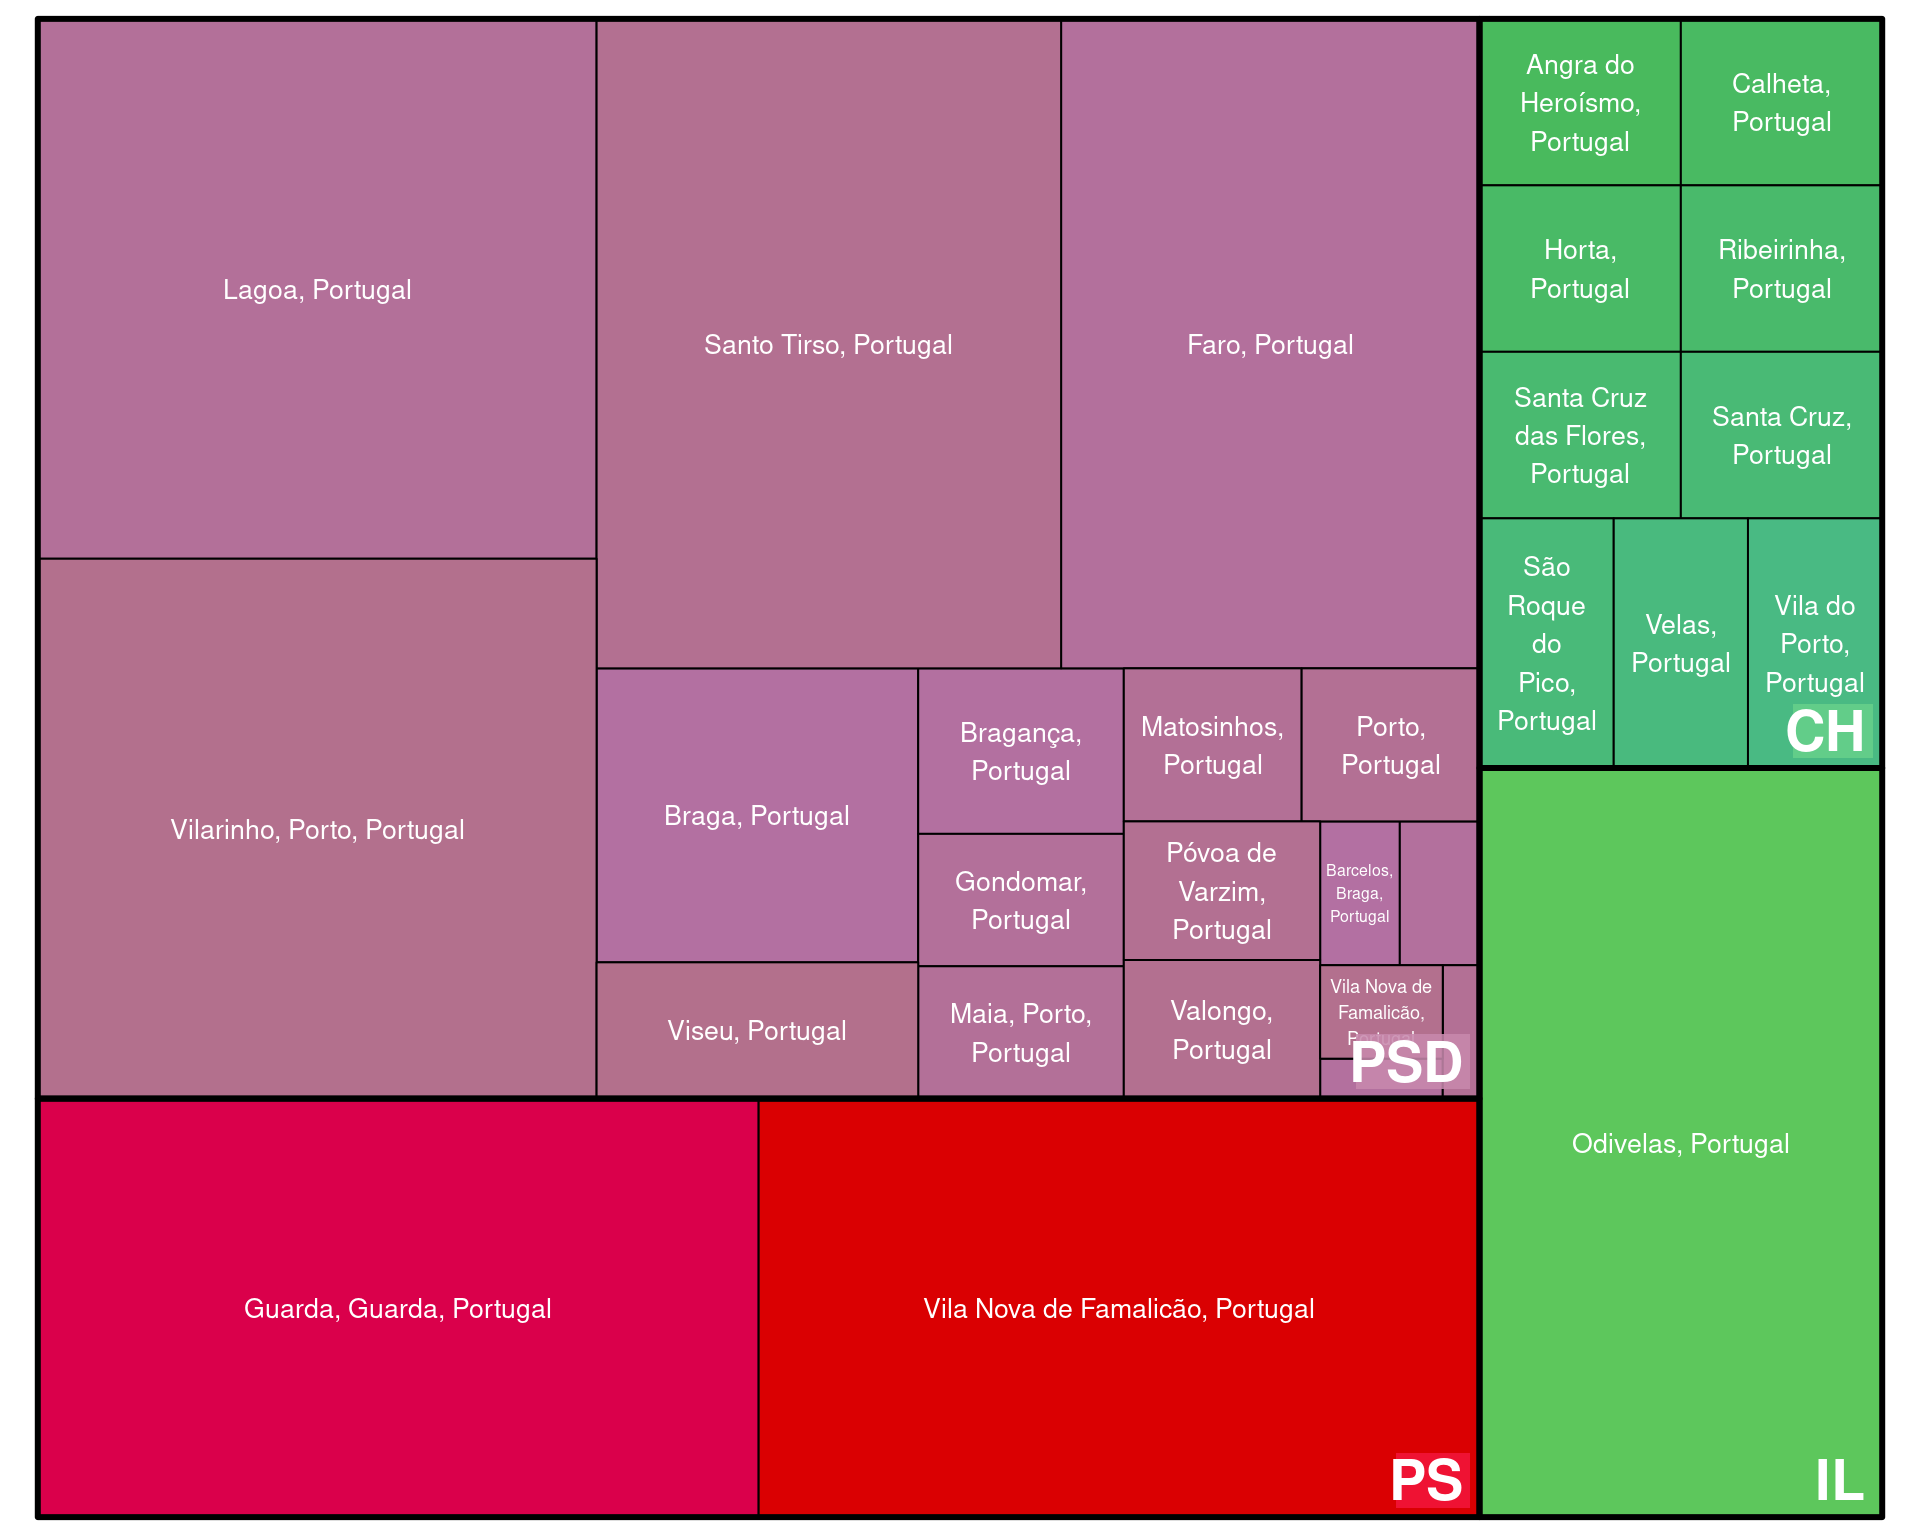 Lagoa, Portugal
Santo Tirso, Portugal
Faro, Portugal
Vilarinho, Porto, Portugal
Braga, Portugal
Viseu, Portugal
Bragança,
Portugal
Gondomar,
Portugal
Maia, Porto,
Portugal
Matosinhos,
Portugal
Porto,
Portugal
Póvoa de
Varzim,
Portugal
Valongo,
Portugal
Barcelos,
Braga,
Portugal
Vila Nova de
Famalicão,
Portugal
PSD
Guarda, Guarda, Portugal
Vila Nova de Famalicão, Portugal
PS
Angra do
Heroísmo,
Portugal
Calheta,
Portugal
Horta,
Portugal
Ribeirinha,
Portugal
Santa Cruz
das Flores,
Portugal
Santa Cruz,
Portugal
São
Roque
do
Pico,
Portugal
Velas,
Portugal
Vila do
Porto,
Portugal
CH
Odivelas, Portugal
IL